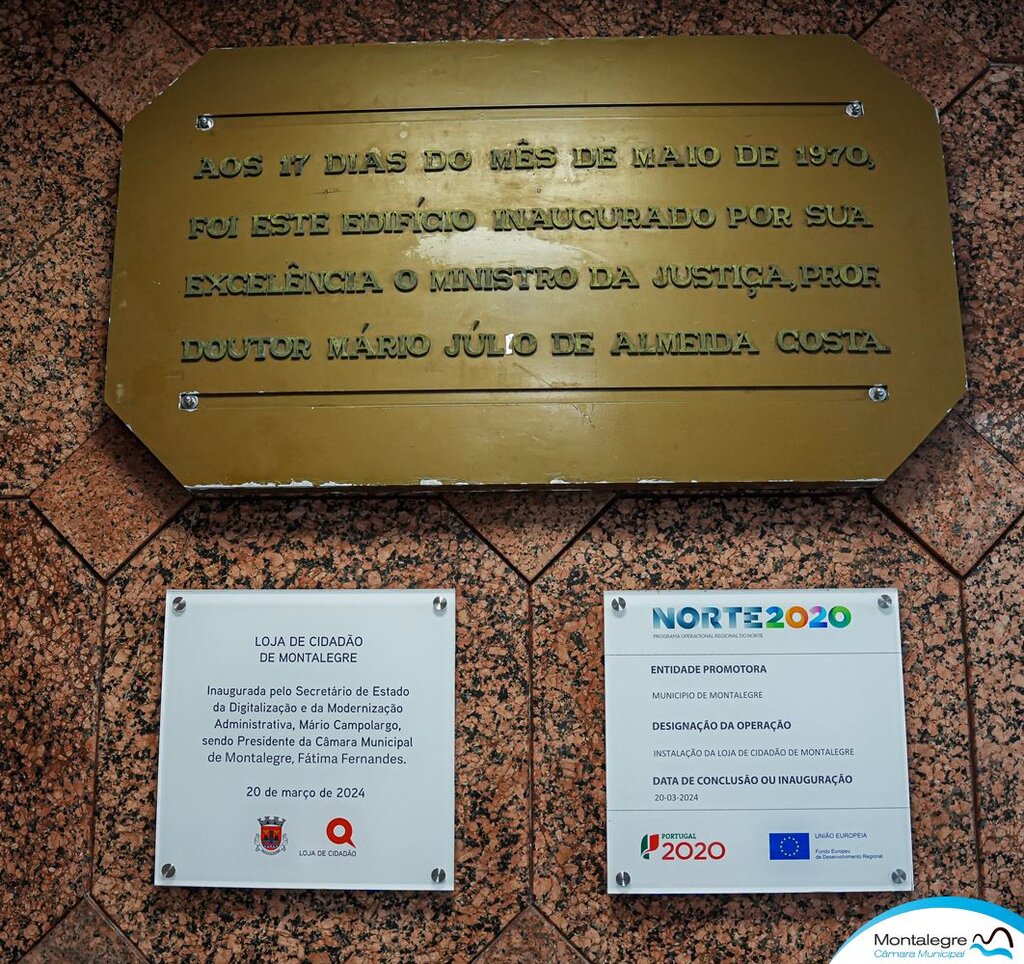 AOS 17 DIAS DO MÊS DE MAIO DE 1970,
FOI ESTE EDIFÍCIO INAUGURADO POR SUA
EXCELÊNCIA O MINISTRO DA JUSTIÇA, PROF
DOUTOR MÁRIO JÚLIO DE ALMEIDA COSTA.
LOJA DE CIDADÃO
DE MONTALEGRE
Inaugurada pelo Secretário de Estado
da Digitalização e da Modernização
Administrativa, Mário Campolargo,
sendo Presidente da Câmara Municipal
de Montalegre, Fátima Fernandes.
20 de março de 2024
LOJA DE CIDADÃO
NORTE2020
PROGRAMA OPERACIONAL REGIONAL DO NORTE
ENTIDADE PROMOTORA
MUNICIPIO DE MONTALEGRE
DESIGNAÇÃO DA OPERAÇÃO
INSTALAÇÃO DA LOJA DE CIDADÃO DE MONTALEGRE
DATA DE CONCLUSÃO OU INAUGURAÇÃO
20-03-2024
PORTUGAL
2020
UNIÃO EUROPEIA
Fundo Europeu
de Desenvolvimento Regional
Montalegre
Câmara Municipal